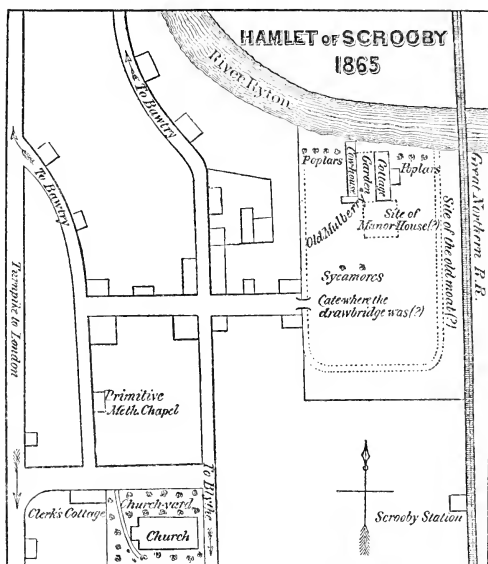 HAMLET OF SCROOBY
1865
River Ryton
To Bawtry
To Bawtry
Turnpike to London
Poplars
Cowhouse
Garden
Cottage
Poplars
Old Mulberry
Site of
Manor House(?)
Site of the old moat(?)
Great Northern R.R.
Sycamores
Gate where the
drawbridge was(?)
Primitive
Meth. Chapel
To Blythe
Clerk's Cottage
Church-yard
Church
Scrooby Station